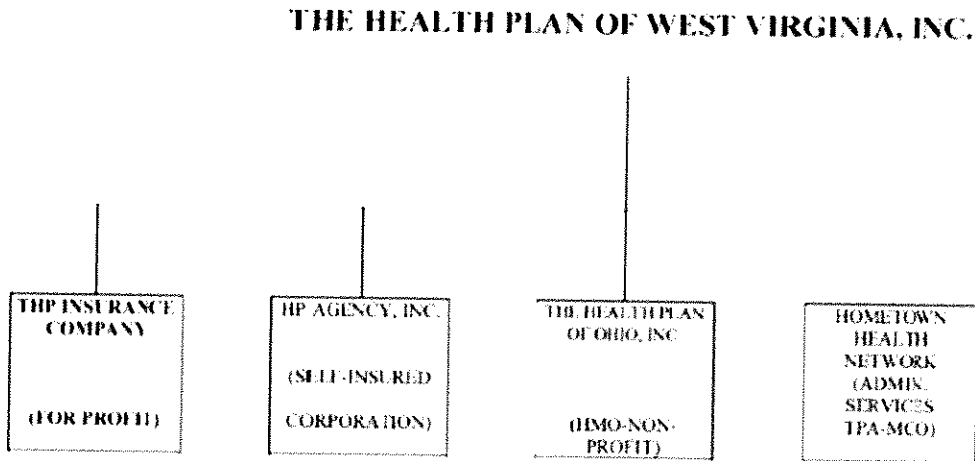 THE HEALTH PLAN OF WEST VIRGINIA, INC.
THP INSURANCE
COMPANY
(FOR PROFIT)
HP AGENCY, INC.
(SELF-INSURED
CORPORATION)
THE HEALTH PLAN
OF OHIO, INC
(HMO-NON-
PROFIT)
HOMETOWN
HEALTH
NETWORK
(ADMIN.
SERVICES
TPA-MCO)